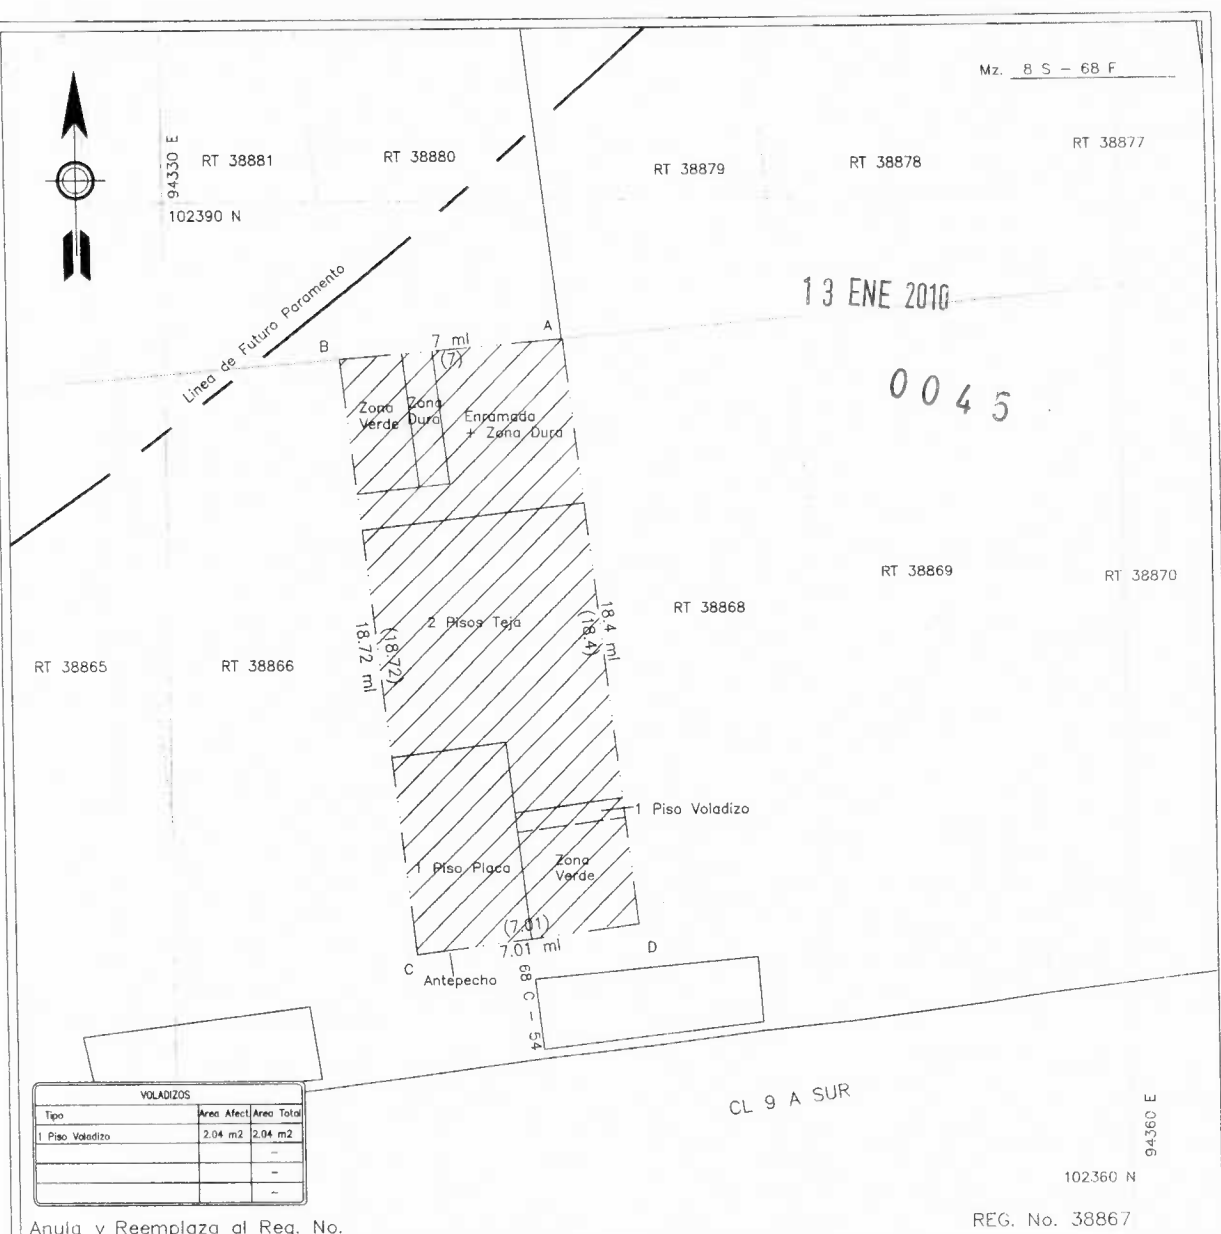 Mz. 8 S - 68 F
94330 E
RT 38881
RT 38880
RT 38879
RT 38878
RT 38877
102390 N
Linea de Futuro Paramento
13 ENE 2010
0045
B
7 ml
(7)
A
Zona
Verde
Zona
Dura
Enramada
+ Zona Dura
2 Pisos Teja
18.4 ml
(18.4)
18.72 ml
(18.72)
RT 38865
RT 38866
RT 38868
RT 38869
RT 38870
1 Piso Voladizo
1 Piso Placa
Zona
Verde
(7.01)
7.01 ml
C
D
Antepecho
68 C - 54
CL 9 A SUR
VOLADIZOS
Tipo Area Afect Area Total
1 Piso Voladizo 2.04 m2 2.04 m2
-
-
-
94360 E
102360 N
Anula y Reemplaza al Reg. No.
REG. No. 38867